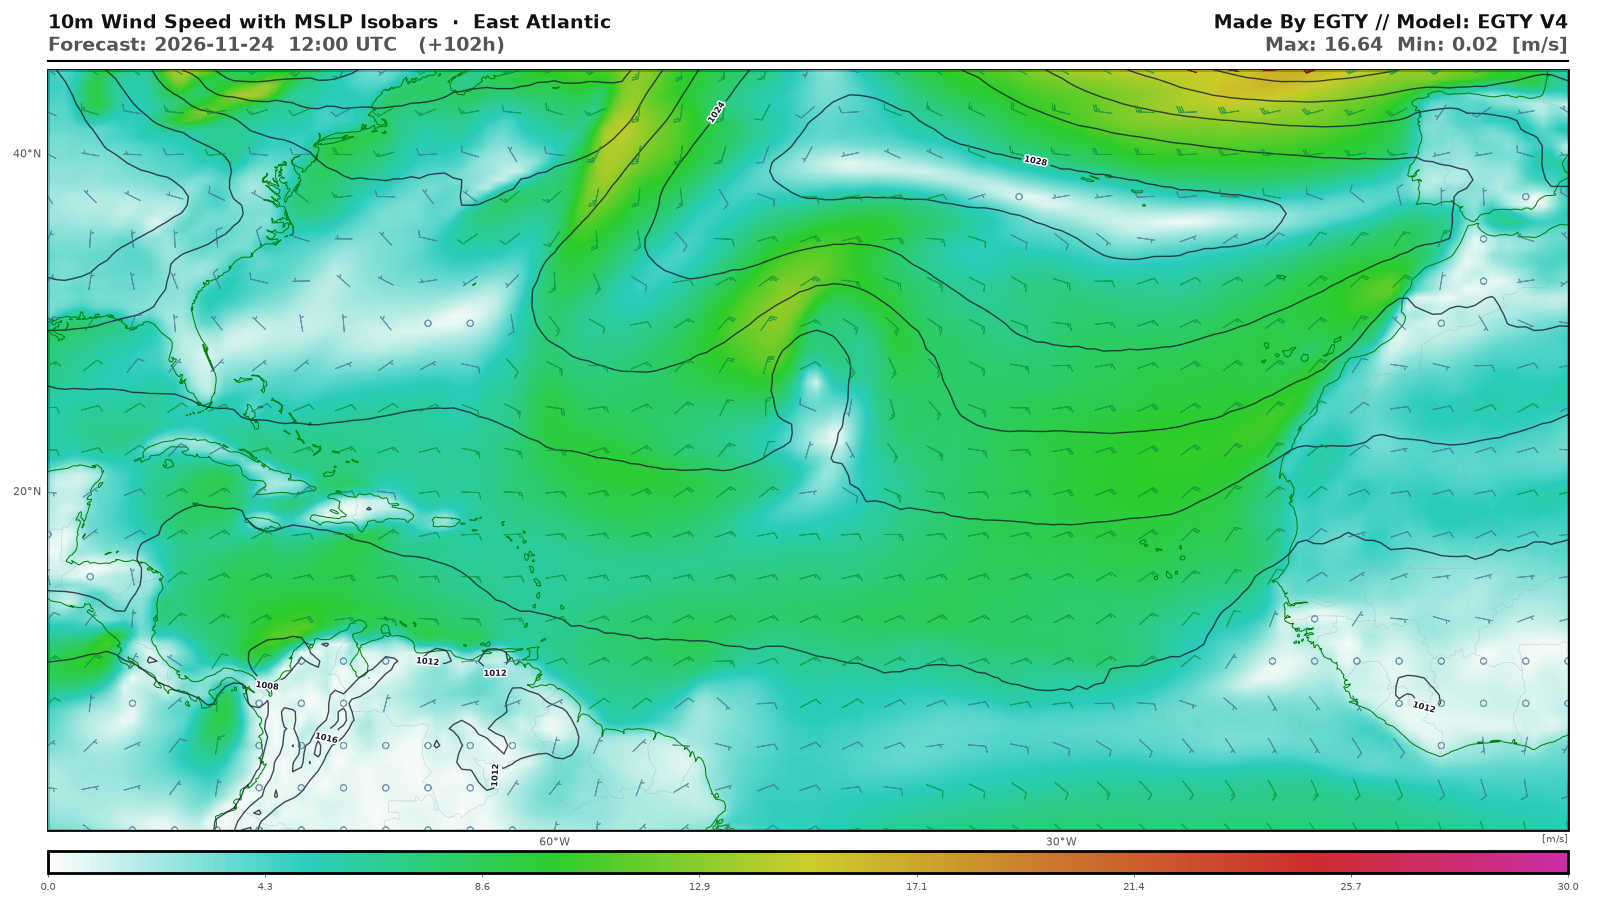 10m Wind Speed with MSLP Isobars · East Atlantic
Made By EGTY // Model: EGTY V4
Forecast: 2026-11-24 12:00 UTC (+102h)
Max: 16.64 Min: 0.02 [m/s]
1024
40°N
1028
20°N
1012
1012
1008
1012
1016
1012
60°W
30°W
[m/s]
0.0
4.3
8.6
12.9
17.1
21.4
25.7
30.0